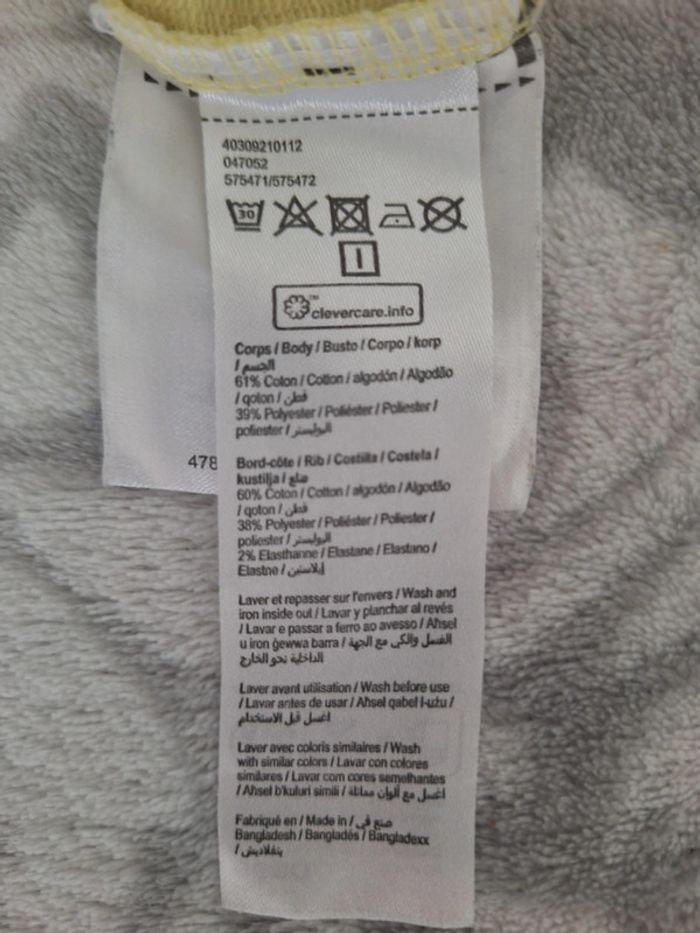 40309210112
047052
575471/575472
30
I
clevercare.info™
Corps / Body / Busto / Corpo / korp
/ الجسم
61% Coton / Cotton / algodón / Algodão
/ qoton / قطن
39% Polyester / Poliéster / Poliester /
poliester / البوليستر
478
Bord-côte / Rib / Costilla / Costela /
kustilja / ضلع
60% Coton / Cotton / algodón / Algodão
/ qoton / قطن
38% Polyester / Poliéster / Poliester /
poliester / البوليستر
2% Elasthanne / Elastane / Elastano /
Elastne / إيلاستين
Laver et repasser sur l'envers / Wash and
iron inside out / Lavar y planchar al revés
/ Lavar e passar a ferro ao avesso / Aħsel
u iron ġewwa barra / الغسل والكي مع الجهة
الداخلية نحو الخارج
Laver avant utilisation / Wash before use
/ Lavar antes de usar / Aħsel qabel l-użu /
اغسل قبل الاستخدام
Laver avec coloris similaires / Wash
with similar colors / Lavar con colores
similares / Lavar com cores semelhantes
/ Aħsel b'kuluri simili / اغسل مع ألوان مماثلة
Fabriqué en / Made in / صنع في
Bangladesh / Bangladés / Bangladexx
/ بنغلاديش